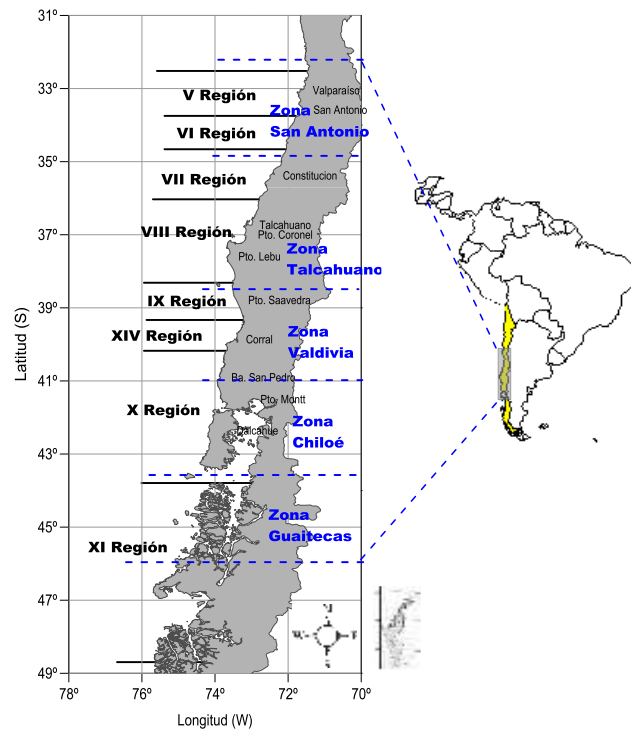 31º
33º
35º
37º
39º
41º
43º
45º
47º
49º
78º
76º
74º
72º
70º
Latitud (S)
Longitud (W)
V Región
VI Región
VII Región
VIII Región
IX Región
XIV Región
X Región
XI Región
Valparaíso
San Antonio
Zona
San Antonio
Constitucion
Talcahuano
Pto. Coronel
Pto. Lebu
Zona
Talcahuano
Pto. Saavedra
Corral
Zona
Valdivia
Ba. San Pedro
Pto. Montt
Dalcahue
Zona
Chiloé
Zona
Guaitecas